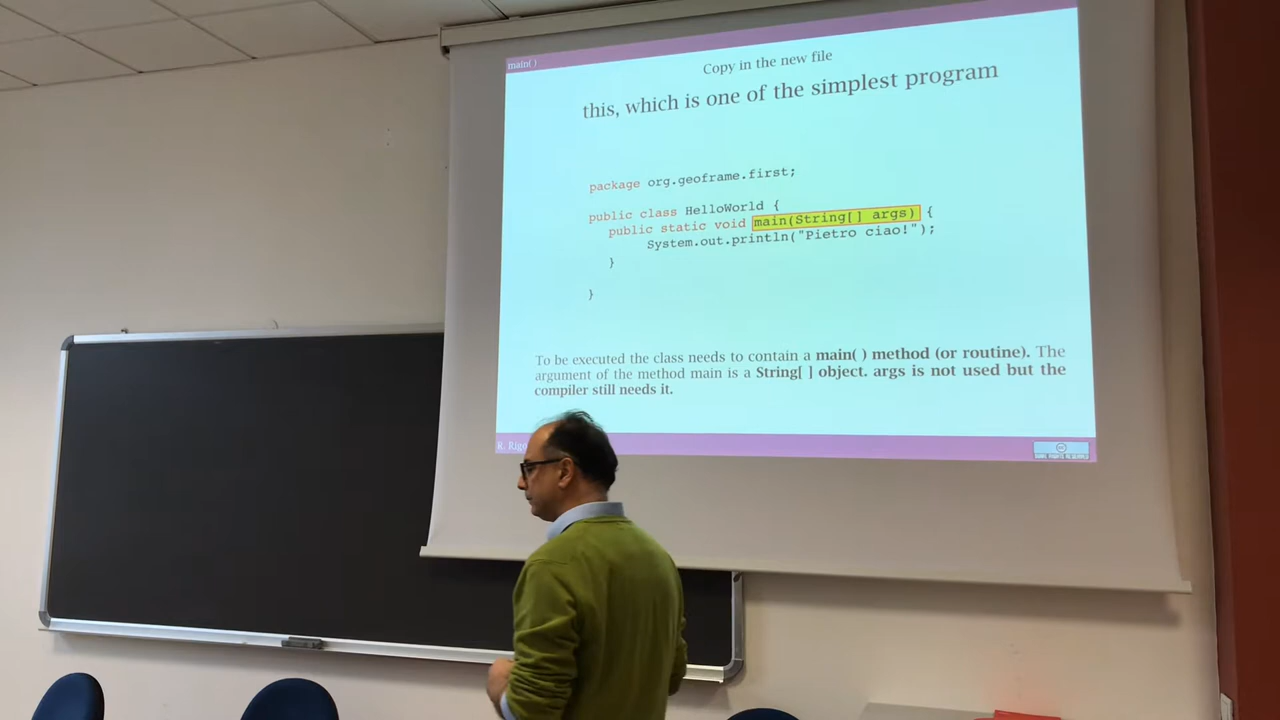 main( )
Copy in the new file
this, which is one of the simplest program
package org.geoframe.first;
public class HelloWorld {
public static void main(String[] args) {
System.out.println("Pietro ciao!");
}
}
To be executed the class needs to contain a main( ) method (or routine). The
argument of the method main is a String[ ] object. args is not used but the
compiler still needs it.
R.